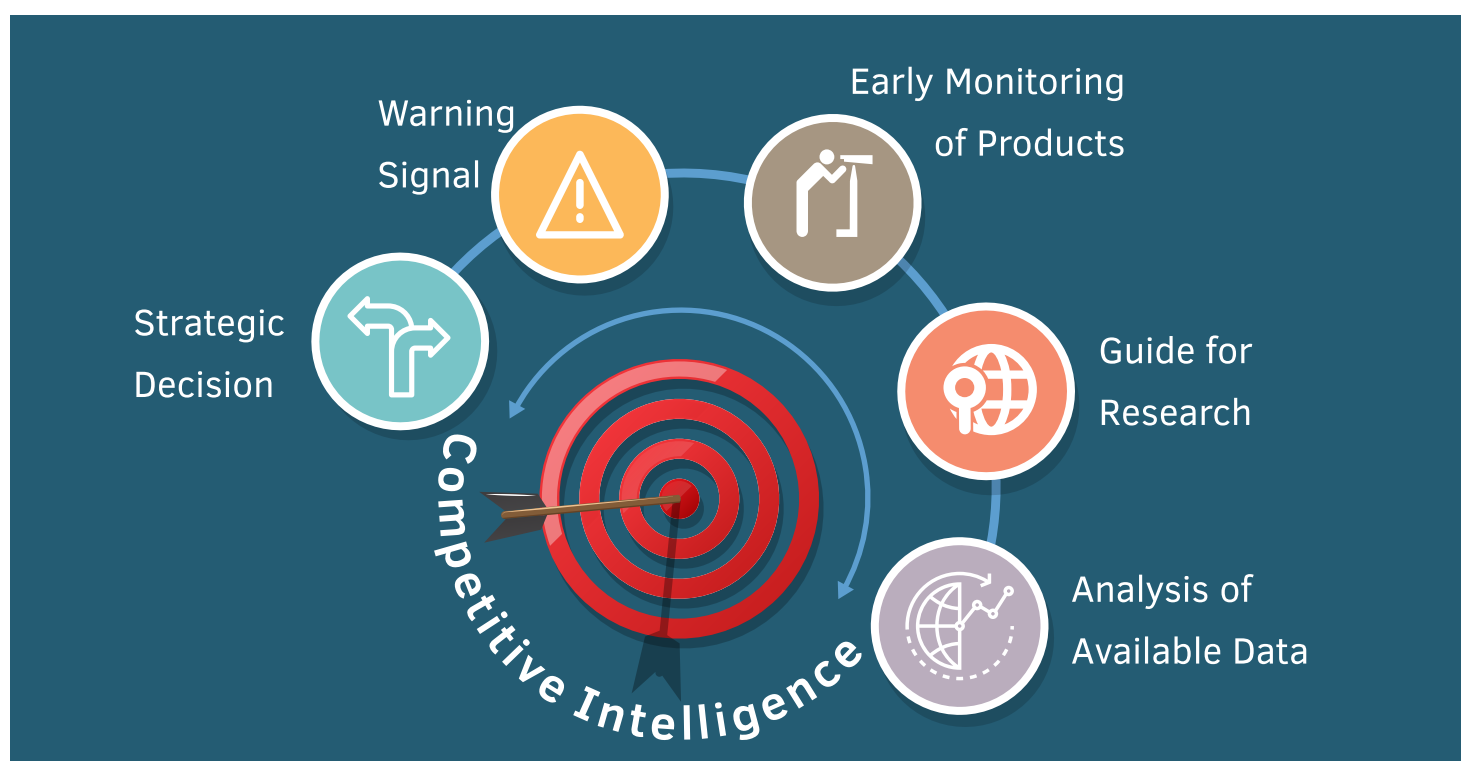 Warning
Signal
Early Monitoring
of Products
Strategic
Decision
Guide for
Research
Analysis of
Available Data
Competitive Intelligence